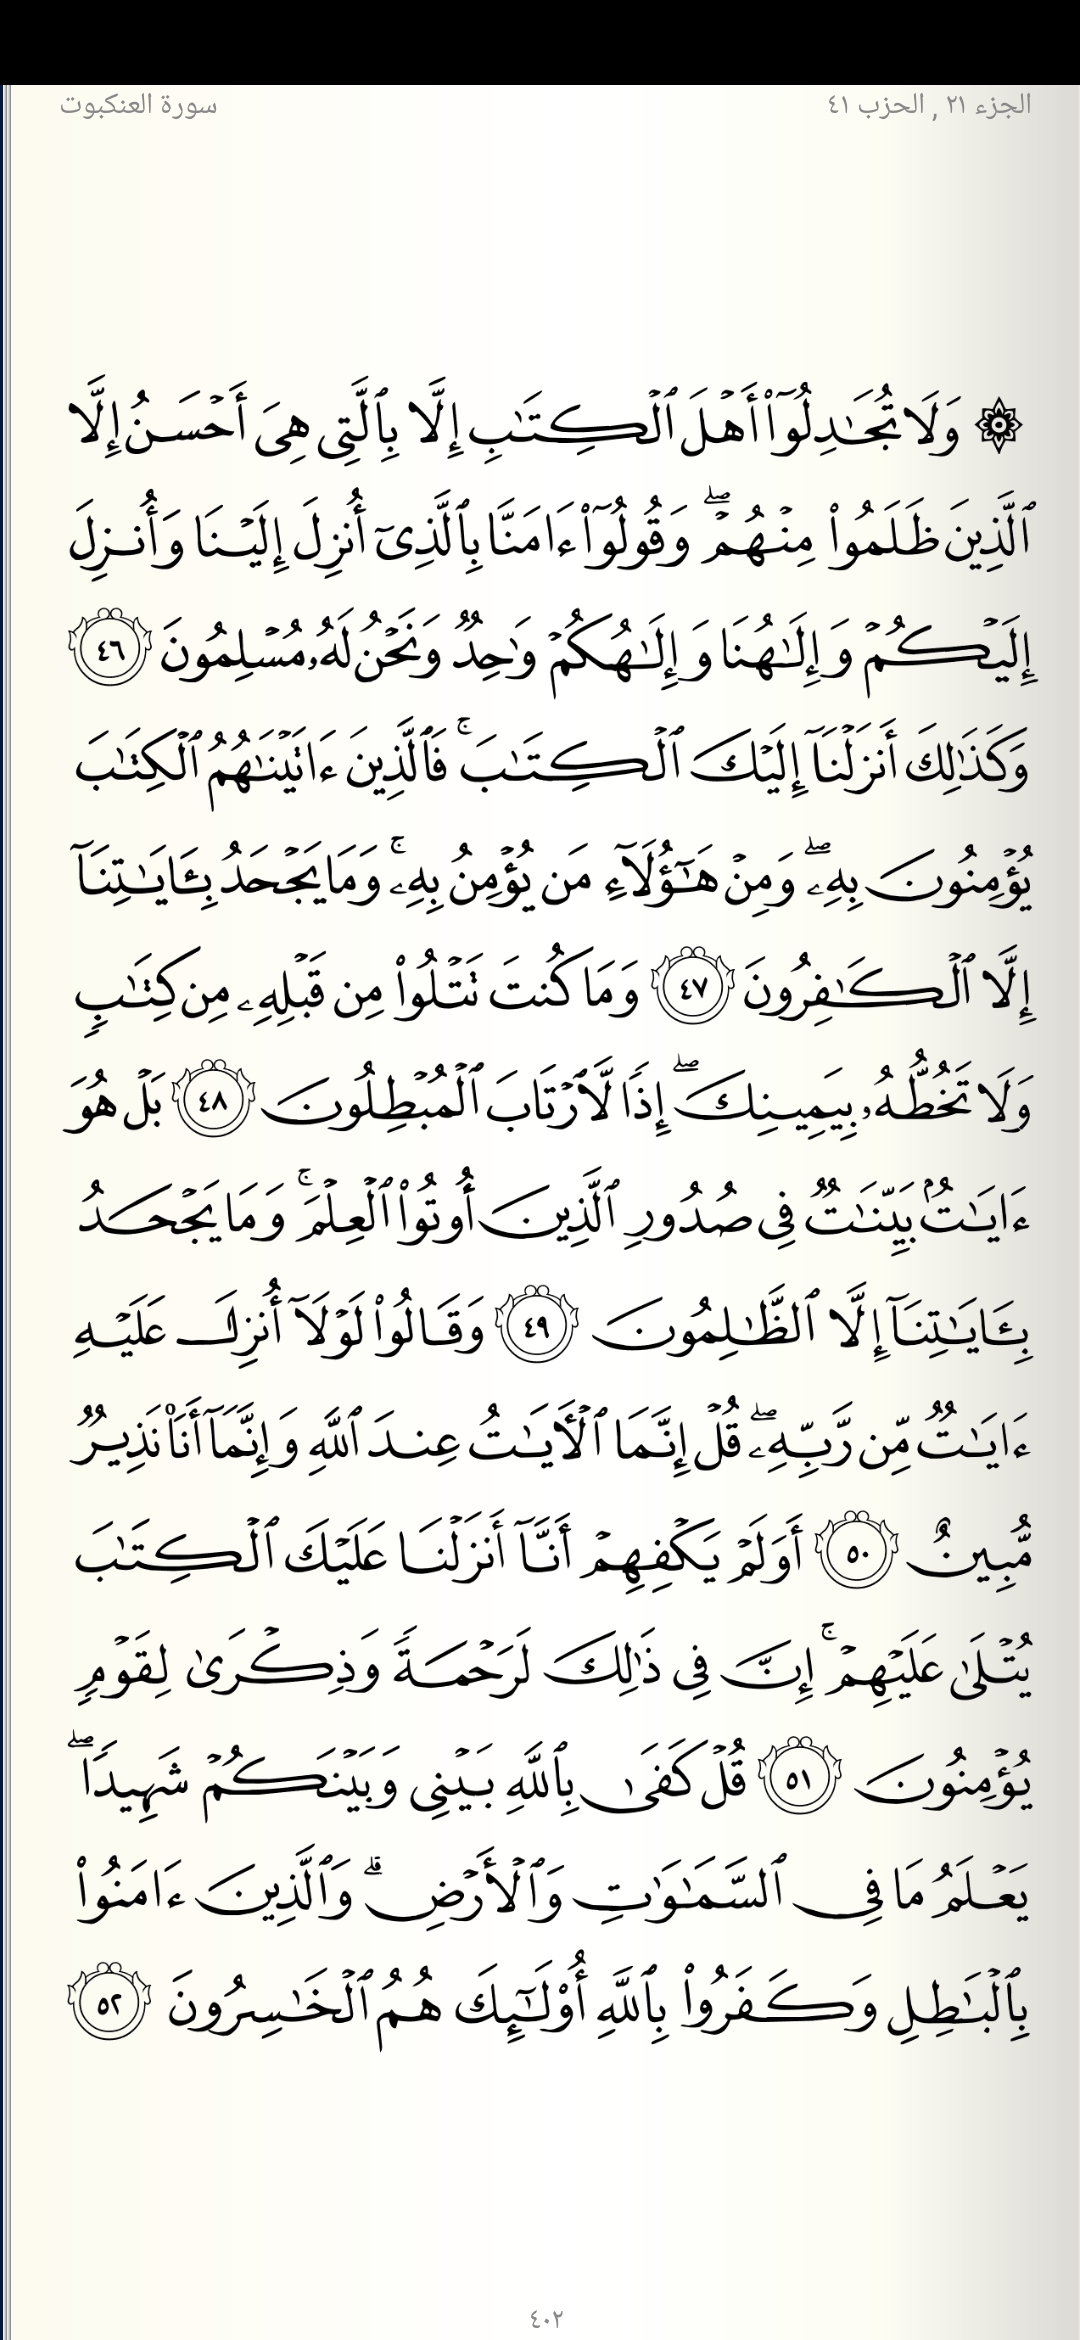 الجزء ٢١ , الحزب ٤١
سورة العنكبوت
۞ وَلَا تُجَـٰدِلُوٓا۟ أَهْلَ ٱلْكِتَـٰبِ إِلَّا بِٱلَّتِى هِىَ أَحْسَنُ إِلَّا
ٱلَّذِينَ ظَلَمُوا۟ مِنْهُمْ ۖ وَقُولُوٓا۟ ءَامَنَّا بِٱلَّذِىٓ أُنزِلَ إِلَيْنَا وَأُنزِلَ
إِلَيْكُمْ وَإِلَـٰهُنَا وَإِلَـٰهُكُمْ وَٰحِدٌ وَنَحْنُ لَهُۥ مُسْلِمُونَ ٤٦
وَكَذَٰلِكَ أَنزَلْنَآ إِلَيْكَ ٱلْكِتَـٰبَ ۚ فَٱلَّذِينَ ءَاتَيْنَـٰهُمُ ٱلْكِتَـٰبَ
يُؤْمِنُونَ بِهِۦ ۖ وَمِنْ هَـٰٓؤُلَآءِ مَن يُؤْمِنُ بِهِۦ ۚ وَمَا يَجْحَدُ بِـَٔايَـٰتِنَآ
إِلَّا ٱلْكَـٰفِرُونَ ٤٧ وَمَا كُنتَ تَتْلُوا۟ مِن قَبْلِهِۦ مِن كِتَـٰبٍ
وَلَا تَخُطُّهُۥ بِيَمِينِكَ ۖ إِذًا لَّٱرْتَابَ ٱلْمُبْطِلُونَ ٤٨ بَلْ هُوَ
ءَايَـٰتٌۢ بَيِّنَـٰتٌ فِى صُدُورِ ٱلَّذِينَ أُوتُوا۟ ٱلْعِلْمَ ۚ وَمَا يَجْحَدُ
بِـَٔايَـٰتِنَآ إِلَّا ٱلظَّـٰلِمُونَ ٤٩ وَقَالُوا۟ لَوْلَآ أُنزِلَ عَلَيْهِ
ءَايَـٰتٌ مِّن رَّبِّهِۦ ۖ قُلْ إِنَّمَا ٱلْـَٔايَـٰتُ عِندَ ٱللَّهِ وَإِنَّمَآ أَنَا۠ نَذِيرٌ
مُّبِينٌ ٥٠ أَوَلَمْ يَكْفِهِمْ أَنَّآ أَنزَلْنَا عَلَيْكَ ٱلْكِتَـٰبَ
يُتْلَىٰ عَلَيْهِمْ ۚ إِنَّ فِى ذَٰلِكَ لَرَحْمَةً وَذِكْرَىٰ لِقَوْمٍ
يُؤْمِنُونَ ٥١ قُلْ كَفَىٰ بِٱللَّهِ بَيْنِى وَبَيْنَكُمْ شَهِيدًا ۖ
يَعْلَمُ مَا فِى ٱلسَّمَـٰوَٰتِ وَٱلْأَرْضِ ۗ وَٱلَّذِينَ ءَامَنُوا۟
بِٱلْبَـٰطِلِ وَكَفَرُوا۟ بِٱللَّهِ أُو۟لَـٰٓئِكَ هُمُ ٱلْخَـٰسِرُونَ ٥٢
٤٠٢